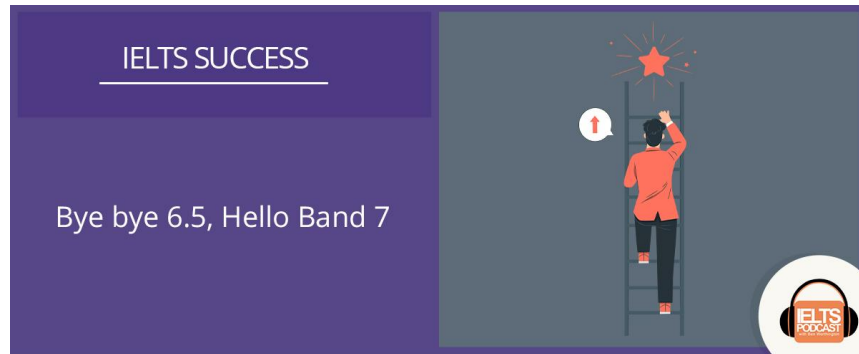 IELTS SUCCESS
Bye bye 6.5, Hello Band 7
IELTS
PODCAST